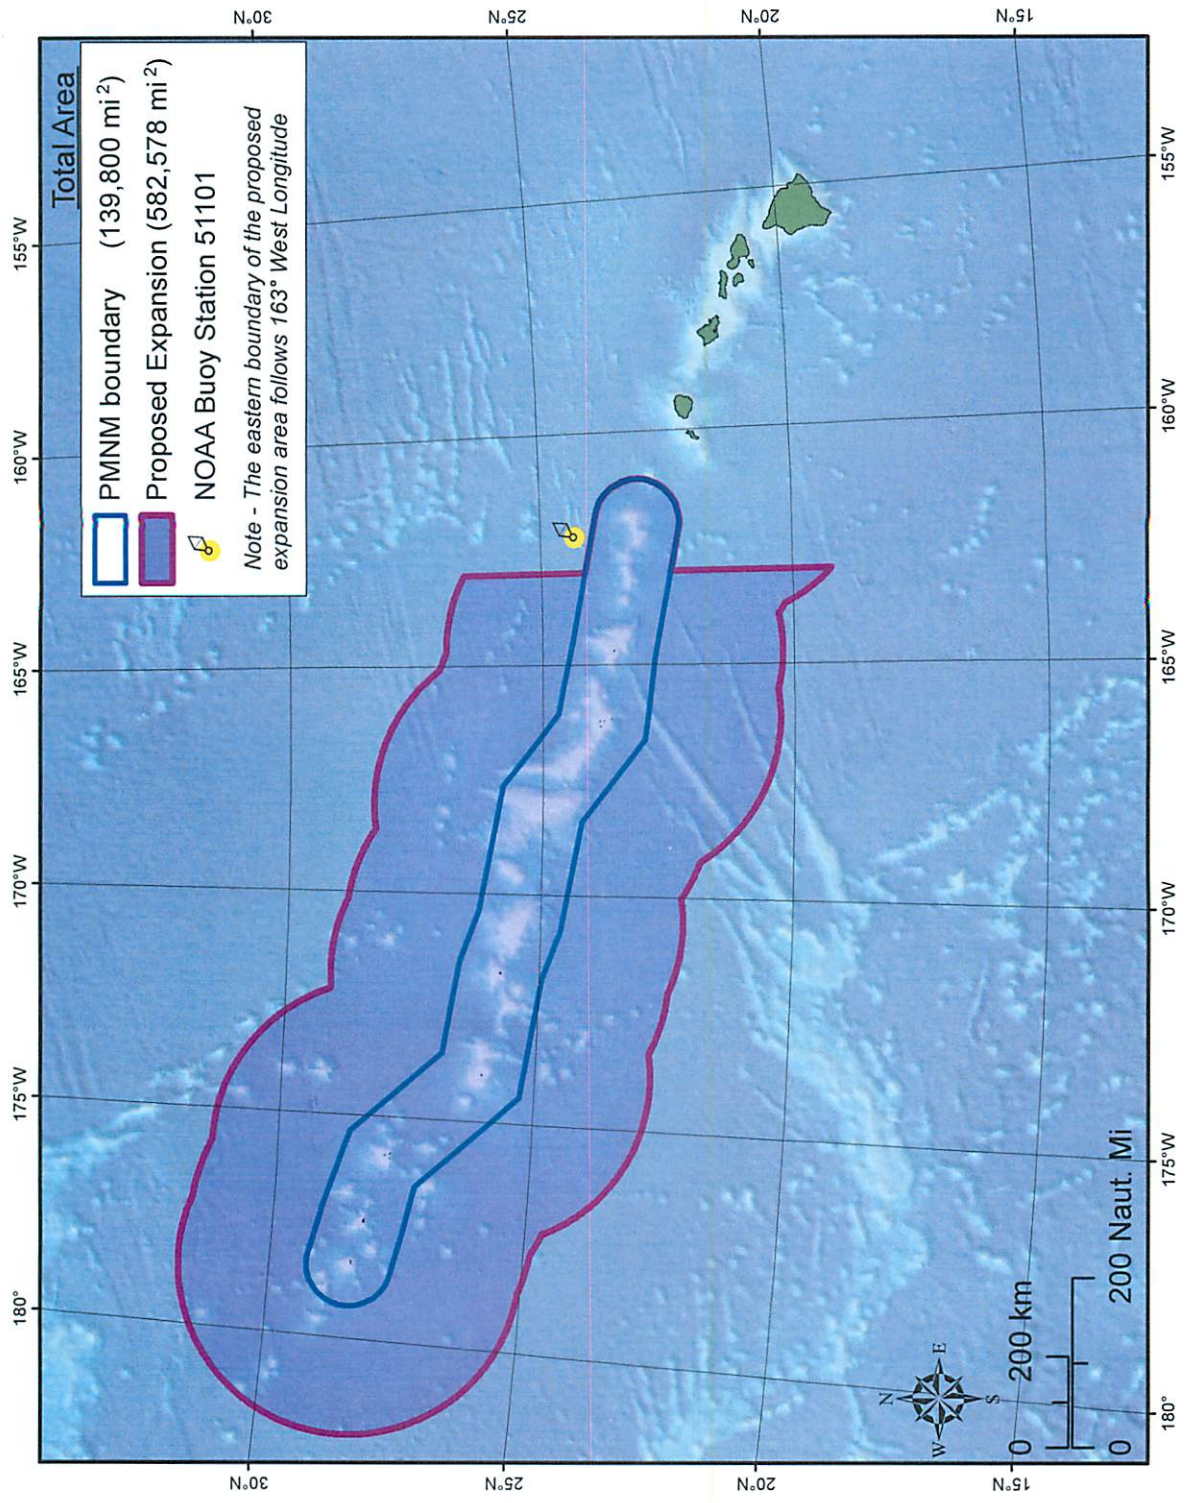 Total Area
PMNM boundary (139,800 mi²)
Proposed Expansion (582,578 mi²)
NOAA Buoy Station 51101
Note - The eastern boundary of the proposed
expansion area follows 163° West Longitude
180°
175°W
170°W
165°W
160°W
155°W
30°N
30°N
25°N
25°N
20°N
20°N
15°N
15°N
N
W
E
S
0 200 km
0 200 Naut. Mi
180°
175°W
170°W
165°W
160°W
155°W